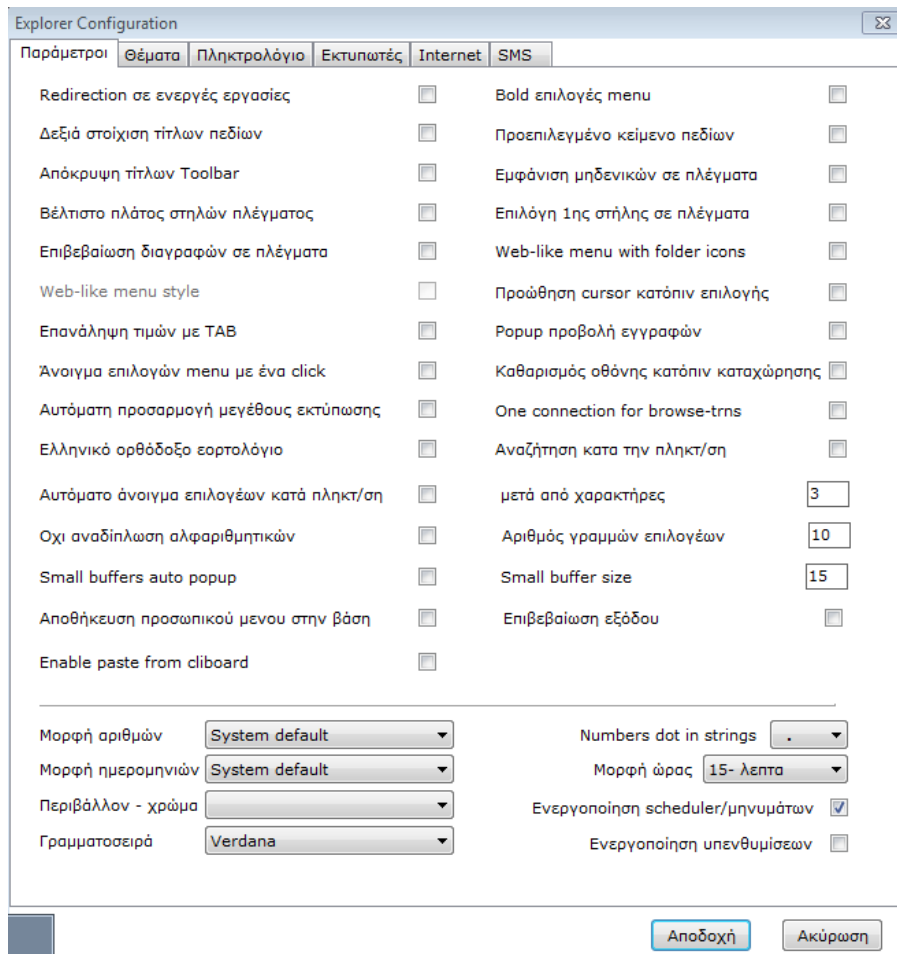 Explorer Configuration
Παράμετροι Θέματα Πληκτρολόγιο Εκτυπωτές Internet SMS
Redirection σε ενεργές εργασίες
Bold επιλογές menu
Δεξιά στοίχιση τίτλων πεδίων
Προεπιλεγμένο κείμενο πεδίων
Απόκρυψη τίτλων Toolbar
Εμφάνιση μηδενικών σε πλέγματα
Βέλτιστο πλάτος στηλών πλέγματος
Επιλόγη 1ης στήλης σε πλέγματα
Επιβεβαίωση διαγραφών σε πλέγματα
Web-like menu with folder icons
Web-like menu style
Προώθηση cursor κατόπιν επιλογής
Επανάληψη τιμών με TAB
Popup προβολή εγγραφών
Άνοιγμα επιλογών menu με ένα click
Καθαρισμός οθόνης κατόπιν καταχώρησης
Αυτόματη προσαρμογή μεγέθους εκτύπωσης
One connection for browse-trns
Ελληνικό ορθόδοξο εορτολόγιο
Αναζήτηση κατα την πληκτ/ση
Αυτόματο άνοιγμα επιλογέων κατά πληκτ/ση
μετά από χαρακτήρες 3
Οχι αναδίπλωση αλφαριθμητικών
Αριθμός γραμμών επιλογέων 10
Small buffers auto popup
Small buffer size 15
Αποθήκευση προσωπικού μενου στην βάση
Επιβεβαίωση εξόδου
Enable paste from cliboard
Μορφή αριθμών System default
Numbers dot in strings .
Μορφή ημερομηνιών System default
Μορφή ώρας 15- λεπτα
Περιβάλλον - χρώμα
Ενεργοποίηση scheduler/μηνυμάτων
Γραμματοσειρά Verdana
Ενεργοποίηση υπενθυμίσεων
Αποδοχή Ακύρωση